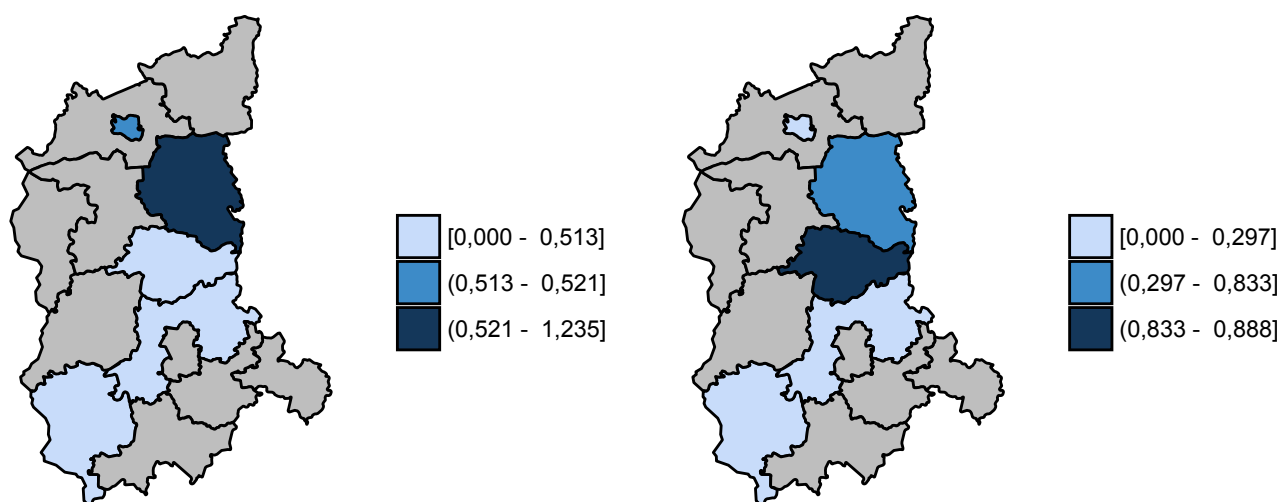 [0,000 - 0,513]
(0,513 - 0,521]
(0,521 - 1,235]
[0,000 - 0,297]
(0,297 - 0,833]
(0,833 - 0,888]